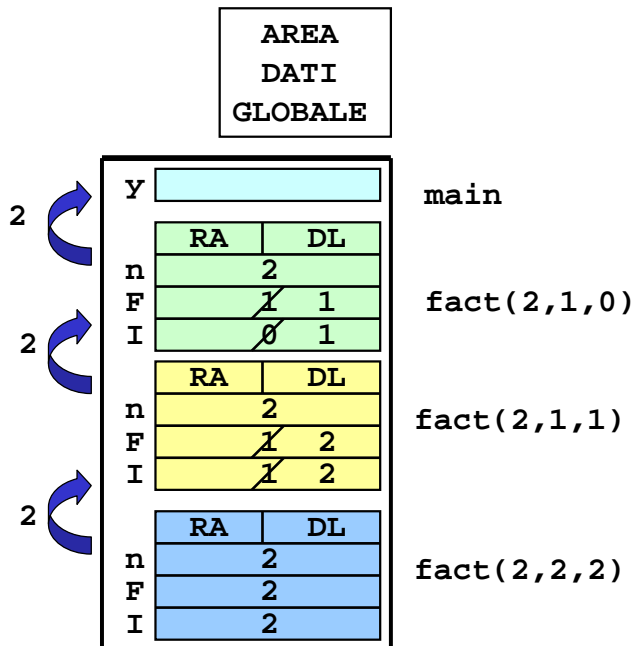 AREA
DATI
GLOBALE
y
main
2
RA DL
n 2
F 1 1
I 0 1
fact(2,1,0)
2
RA DL
n 2
F 1 2
I 1 2
fact(2,1,1)
2
RA DL
n 2
F 2
I 2
fact(2,2,2)